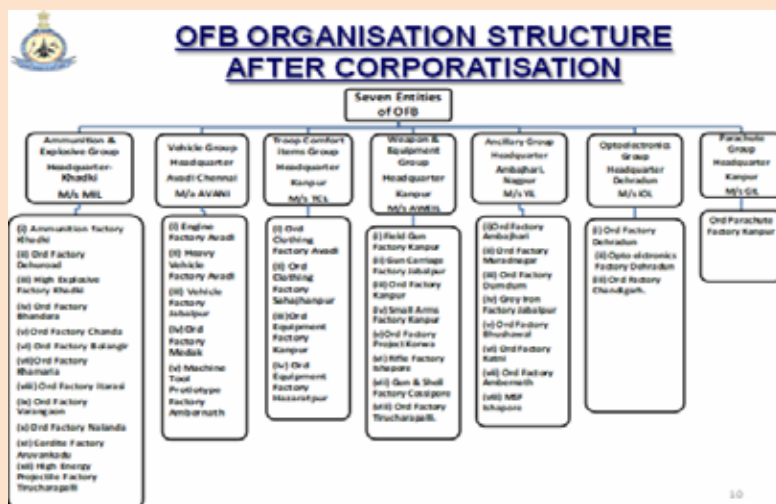 OFB ORGANISATION STRUCTURE
AFTER CORPORATISATION
Seven Entities
of OFB
Ammunition &
Explosive Group
Headquarter-
Khadki
M/s MIL
Vehicle Group
Headquarter
Avadi Chennai
M/s AVANI
Troop Comfort
Items Group
Headquarter
Kanpur
M/s TCL
Weapon &
Equipment
Group
Headquarter
Kanpur
M/s AWEIL
Ancillary Group
Headquarter
Ambajhari,
Nagpur
M/s YIL
Optoelectronics
Group
Headquarter
Dehradun
M/s IOL
Parachute
Group
Headquarter
Kanpur
M/s GIL
(i) Ammunition Factory
Khadki
(ii) Ord Factory
Dehuroad
(iii) High Explosive
Factory Khadki
(iv) Ord Factory
Bhandara
(v) Ord Factory Chanda
(vi) Ord Factory Bolangir
(vii)Ord Factory
Khamaria
(viii) Ord Factory Itarasi
(ix) Ord Factory
Varangaon
(x) Ord Factory Nalanda
(xi) Cordite Factory
Aruvankadu
(xii) High Energy
Projectile Factory
Tirucharapalli
(i) Engine
Factory Avadi
(ii) Heavy
Vehicle
Factory Avadi
(iii) Vehicle
Factory
Jabalpur
(iv) Ord
Factory
Medak
(v) Machine
Tool
Prototype
Factory
Ambernath
(i) Ord
Clothing
Factory Avadi
(ii) Ord
Clothing
Factory
Sahajhanpur
(iii)Ord
Equipment
Factory
Kanpur
(iv) Ord
Equipment
Factory
Hazaratpur
(i) Field Gun
Factory Kanpur
(ii) Gun Carriage
Factory Jabalpur
(iii) Ord Factory
Kanpur
(iv) Small Arms
Factory Kanpur
(v)Ord Factory
Project Korwa
(vi) Rifle Factory
Ishapore
(vii) Gun & Shell
Factory Cossipore
(viii) Ord Factory
Tirucharapalli.
(i)Ord Factory
Ambajhari
(ii) Ord Factory
Muradnagar
(iii) Ord Factory
Dumdum
(iv) Grey Iron
Factory Jabalpur
(v) Ord Factory
Bhushawal
(vi) Ord Factory
Katni
(vii) Ord Factory
Ambernath
(viii) MSF
Ishapore
(i) Ord Factory
Dehradun
(ii) Opto elctronics
Factory Dehradun
(iii) Ord Factory
Chandigarh.
Ord Parachute
Factory Kanpur
10